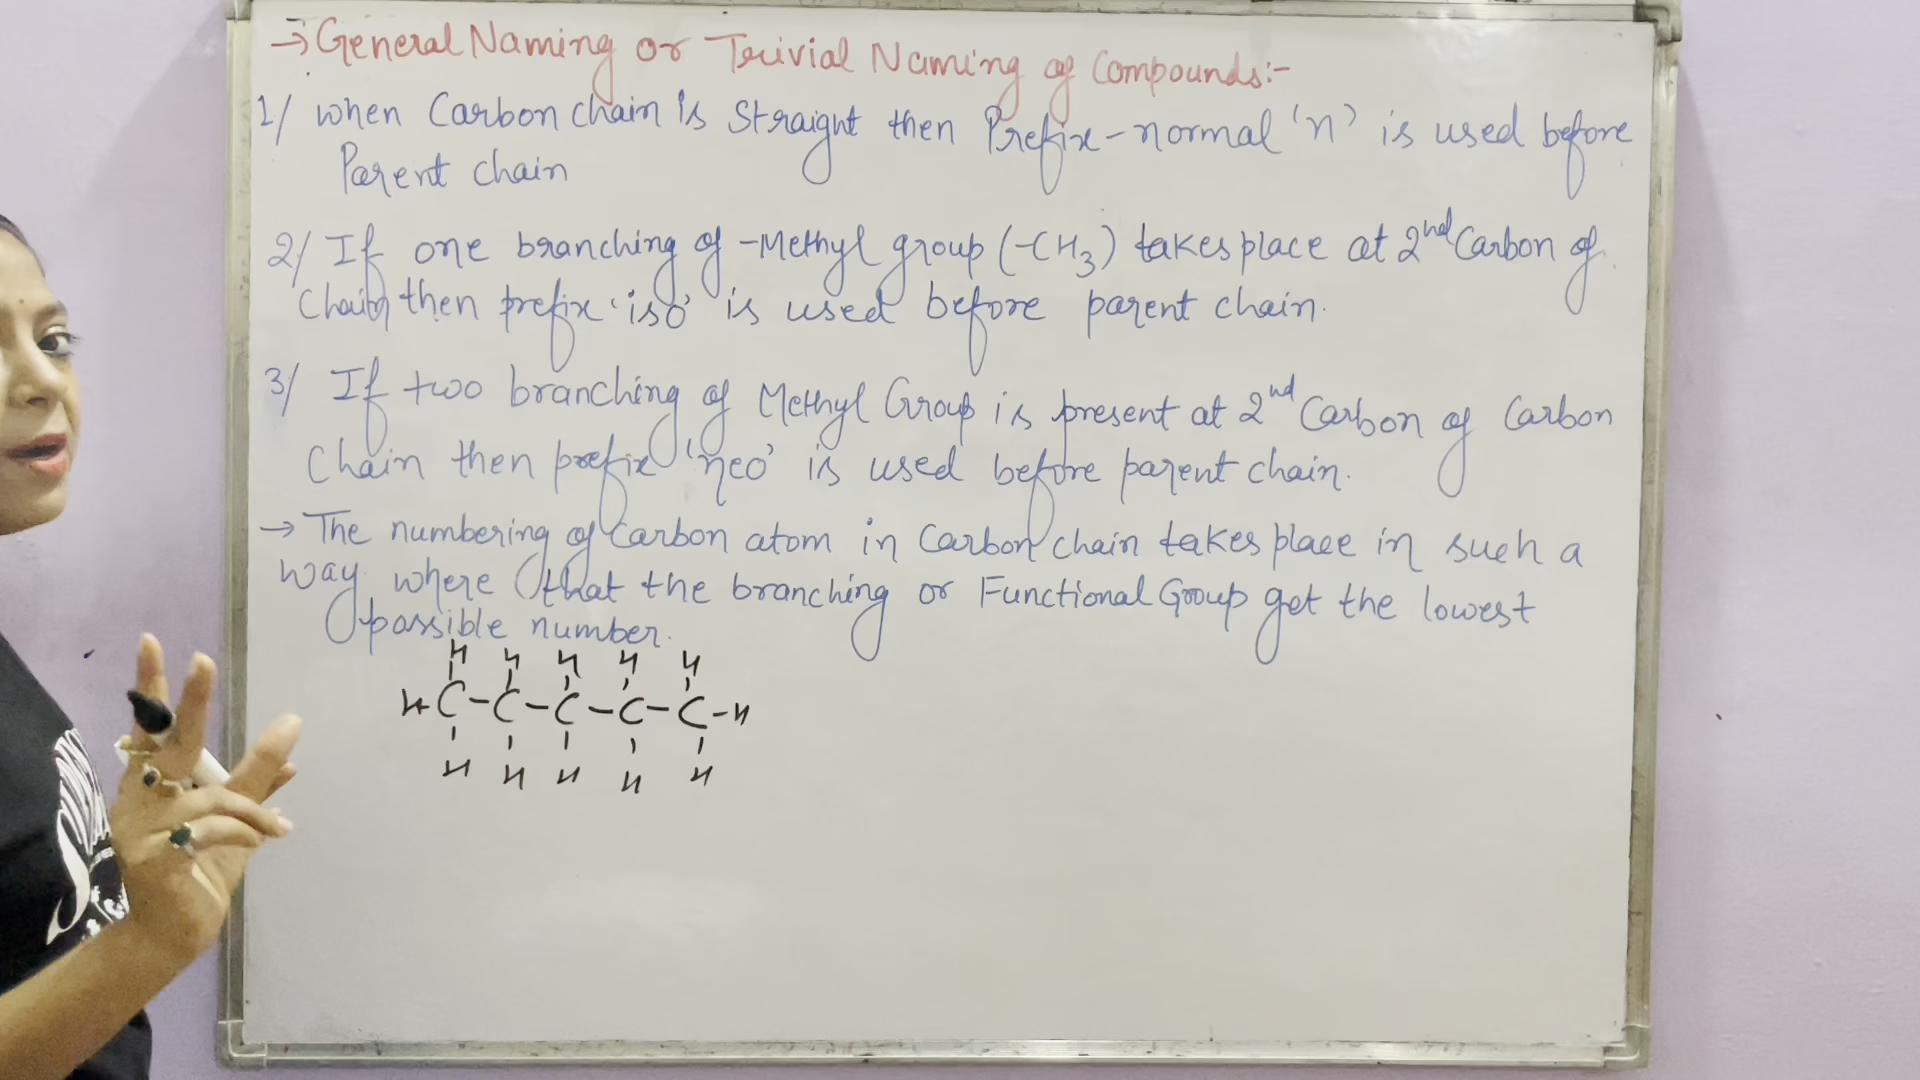 → General Naming or Trivial Naming of Compounds:-
1/ when Carbon chain is Straight then Prefix-normal 'n' is used before
Parent chain
2/ If one branching of -Methyl group (-CH3) takes place at 2nd Carbon of
Chain then prefix 'iso' is used before parent chain.
3/ If two branching of Methyl Group is present at 2nd Carbon of Carbon
Chain then prefix 'neo' is used before parent chain.
→ The numbering of Carbon atom in Carbon chain takes place in such a
way where that the branching or Functional Group get the lowest
possible number.
H H H H H
H-C-C-C-C-C-H
H H H H H